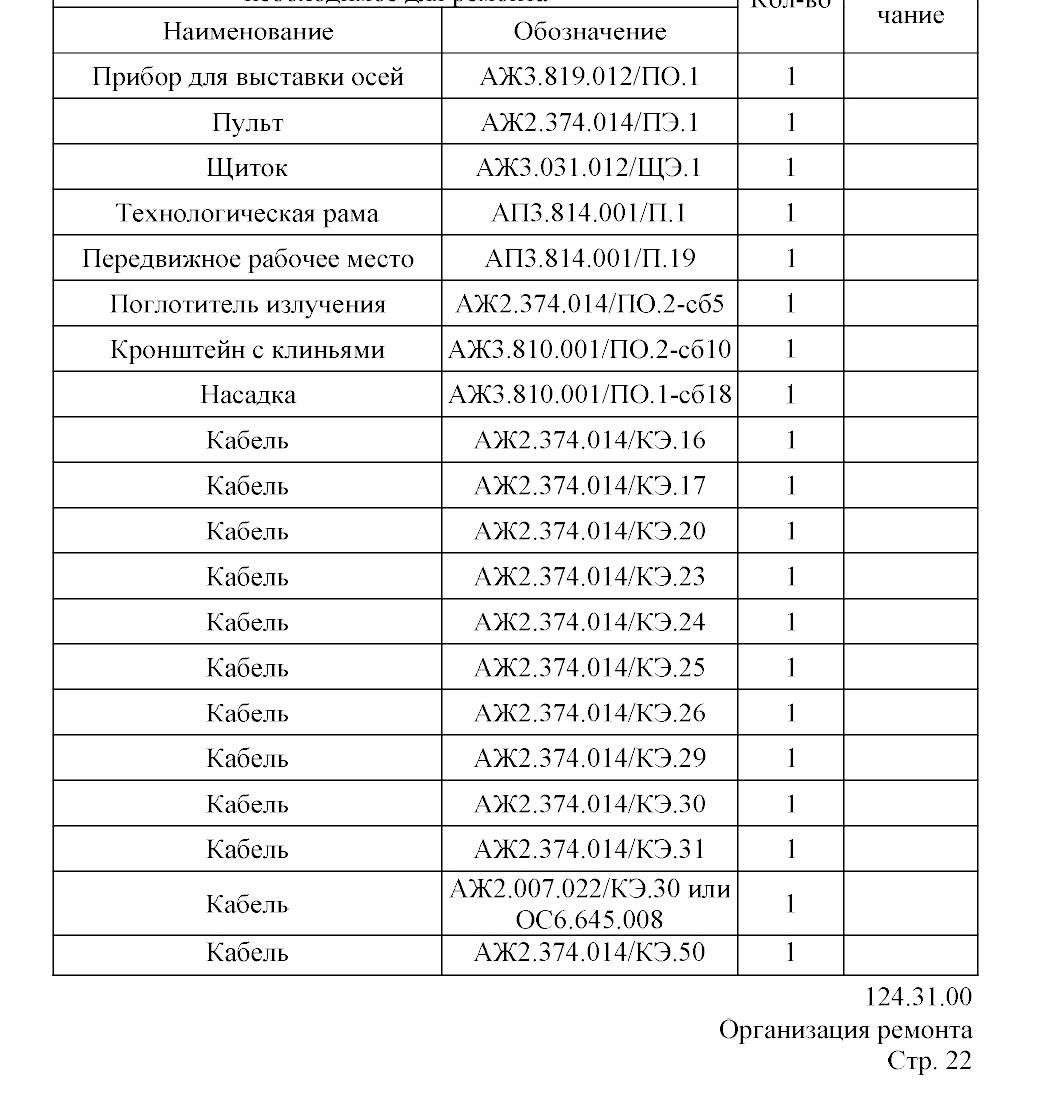 необходимое для ремонта
Кол-во
чание
Наименование Обозначение
Прибор для выставки осей АЖ3.819.012/ПО.1 1
Пульт АЖ2.374.014/ПЭ.1 1
Щиток АЖ3.031.012/ЩЭ.1 1
Технологическая рама АП3.814.001/П.1 1
Передвижное рабочее место АП3.814.001/П.19 1
Поглотитель излучения АЖ2.374.014/ПО.2-сб5 1
Кронштейн с клиньями АЖ3.810.001/ПО.2-сб10 1
Насадка АЖ3.810.001/ПО.1-сб18 1
Кабель АЖ2.374.014/КЭ.16 1
Кабель АЖ2.374.014/КЭ.17 1
Кабель АЖ2.374.014/КЭ.20 1
Кабель АЖ2.374.014/КЭ.23 1
Кабель АЖ2.374.014/КЭ.24 1
Кабель АЖ2.374.014/КЭ.25 1
Кабель АЖ2.374.014/КЭ.26 1
Кабель АЖ2.374.014/КЭ.29 1
Кабель АЖ2.374.014/КЭ.30 1
Кабель АЖ2.374.014/КЭ.31 1
Кабель АЖ2.007.022/КЭ.30 или
ОС6.645.008 1
Кабель АЖ2.374.014/КЭ.50 1
124.31.00
Организация ремонта
Стр. 22